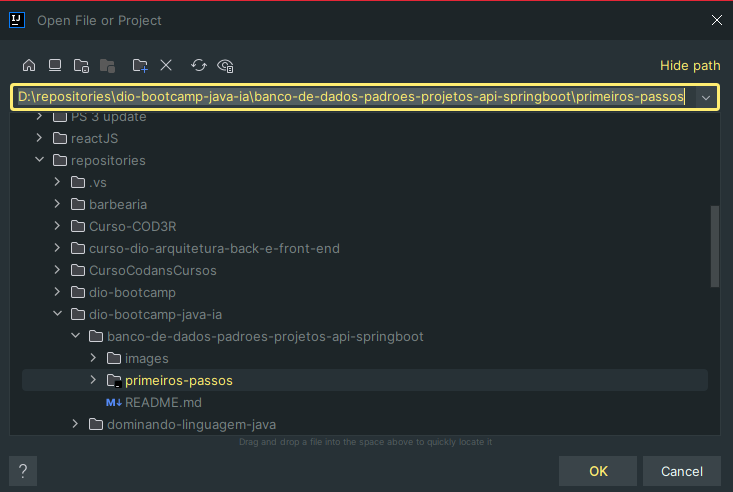 IJ
Open File or Project
Hide path
D:\repositories\dio-bootcamp-java-ia\banco-de-dados-padroes-projetos-api-springboot\primeiros-passos
PS 3 update
reactJS
repositories
.vs
barbearia
Curso-COD3R
curso-dio-arquitetura-back-e-front-end
CursoCodansCursos
dio-bootcamp
dio-bootcamp-java-ia
banco-de-dados-padroes-projetos-api-springboot
images
primeiros-passos
M↓ README.md
dominando-linguagem-java
Drag and drop a file into the space above to quickly locate it
?
OK
Cancel